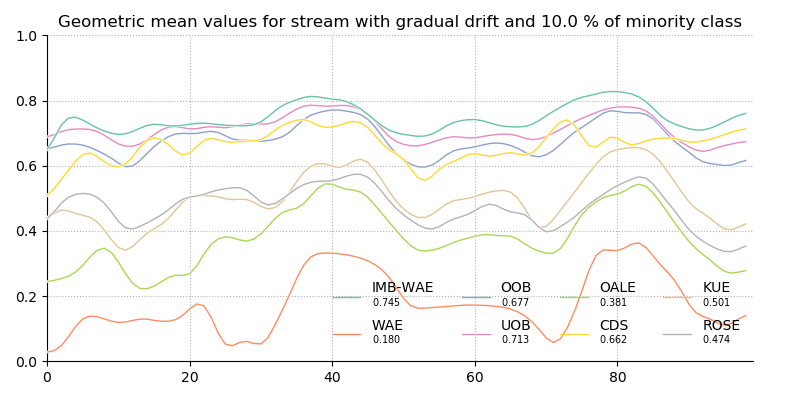 Geometric mean values for stream with gradual drift and 10.0 % of minority class
1.0
0.8
0.6
0.4
0.2
0.0
IMB-WAE OOB OALE KUE
0.745 0.677 0.381 0.501
WAE UOB CDS ROSE
0.180 0.713 0.662 0.474
0 20 40 60 80